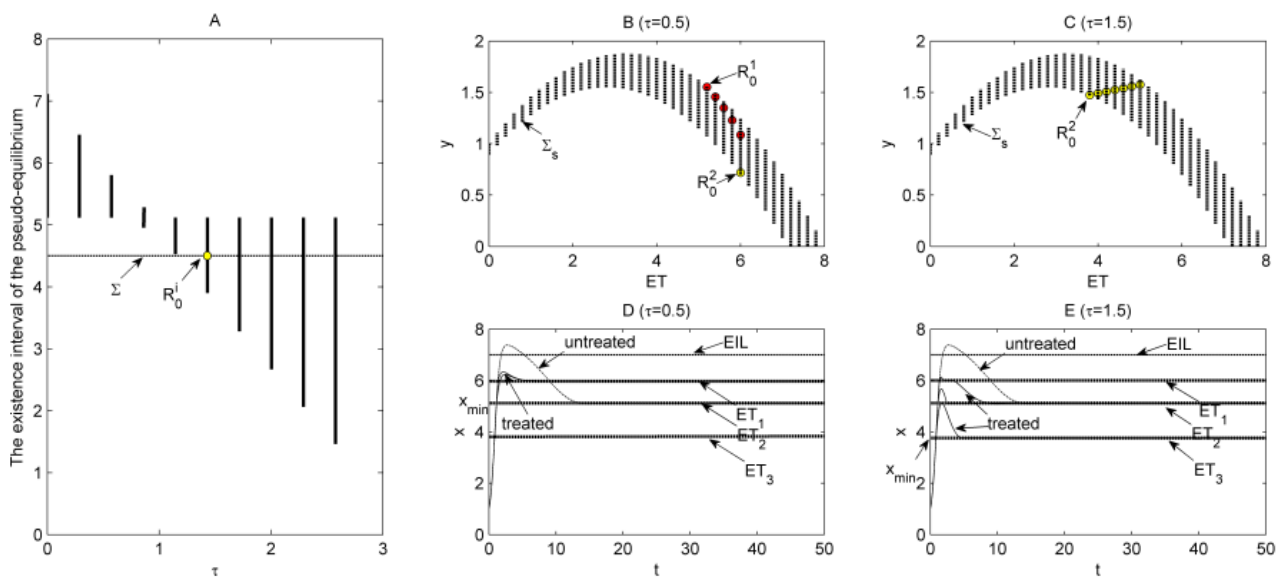 A
The existence interval of the pseudo-equilibrium
8
7
6
5
4
3
2
1
0
Σ
R₀ⁱ
0 1 2 3
τ
B (τ=0.5)
y
2
1.5
1
0.5
0
R₀¹
Σₛ
R₀²
0 2 4 6 8
ET
C (τ=1.5)
y
2
1.5
1
0.5
0
Σₛ
R₀²
0 2 4 6 8
ET
D (τ=0.5)
x
8
6
x_min
4
2
0
untreated
EIL
treated
ET₁
ET₂
ET₃
0 10 20 30 40 50
t
E (τ=1.5)
x
8
6
4
x_min
2
0
untreated
EIL
treated
ET₁
ET₂
ET₃
0 10 20 30 40 50
t